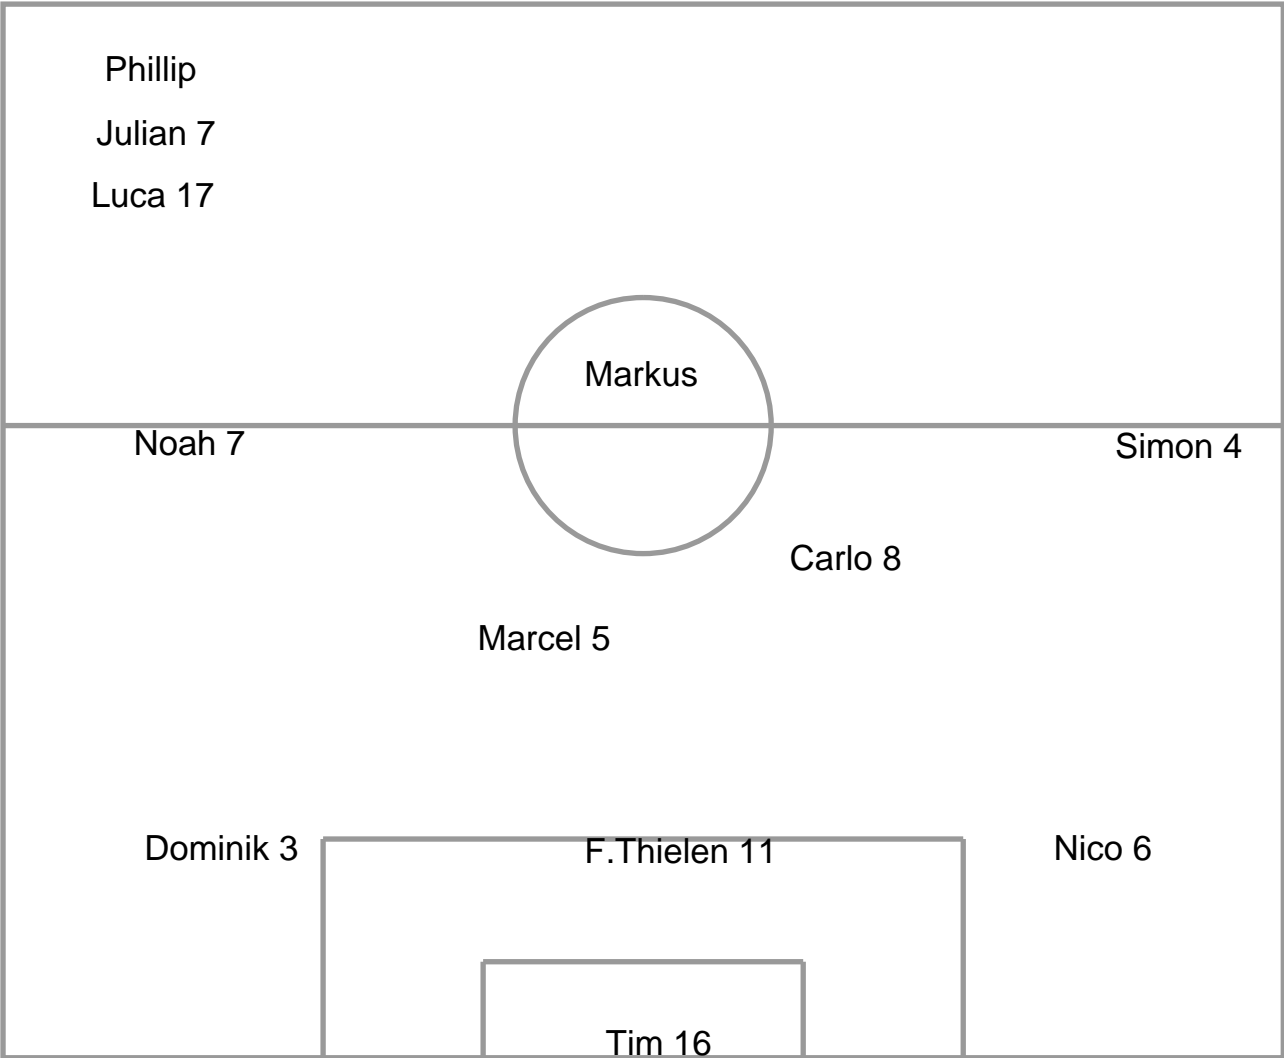 Phillip
Julian 7
Luca 17
Markus
Noah 7
Simon 4
Carlo 8
Marcel 5
Dominik 3
F.Thielen 11
Nico 6
Tim 16